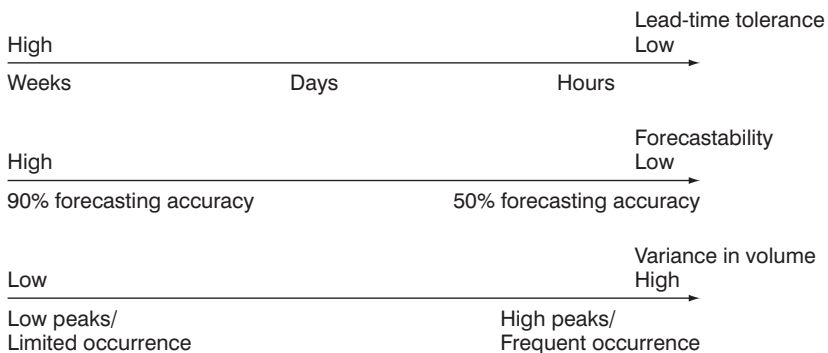 Lead-time tolerance
High Low
Weeks Days Hours
Forecastability
High Low
90% forecasting accuracy 50% forecasting accuracy
Variance in volume
Low High
Low peaks/ High peaks/
Limited occurrence Frequent occurrence